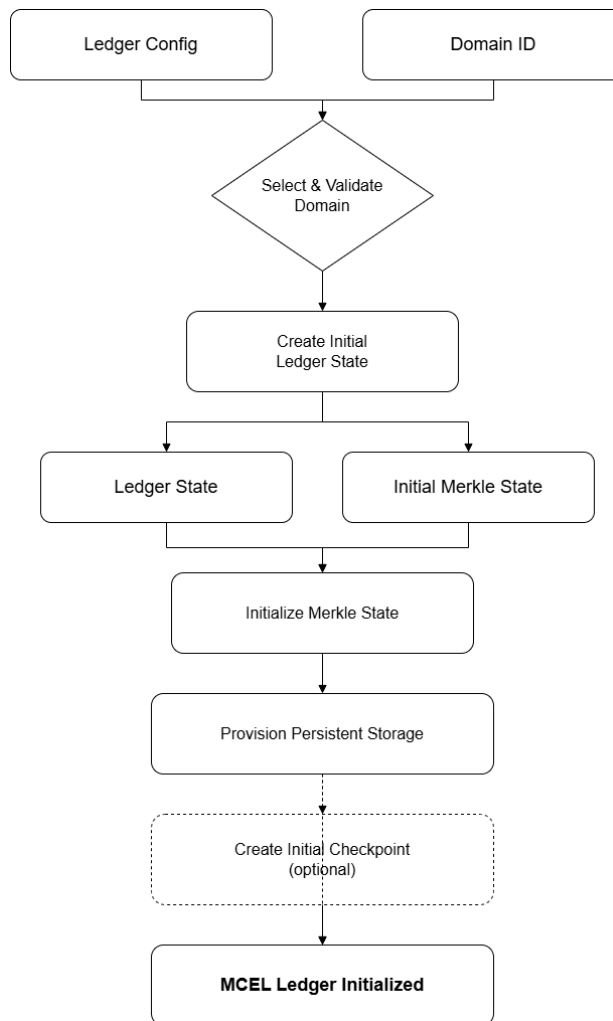 Ledger Config
Domain ID
Select & Validate
Domain
Create Initial
Ledger State
Ledger State
Initial Merkle State
Initialize Merkle State
Provision Persistent Storage
Create Initial Checkpoint
(optional)
MCEL Ledger Initialized